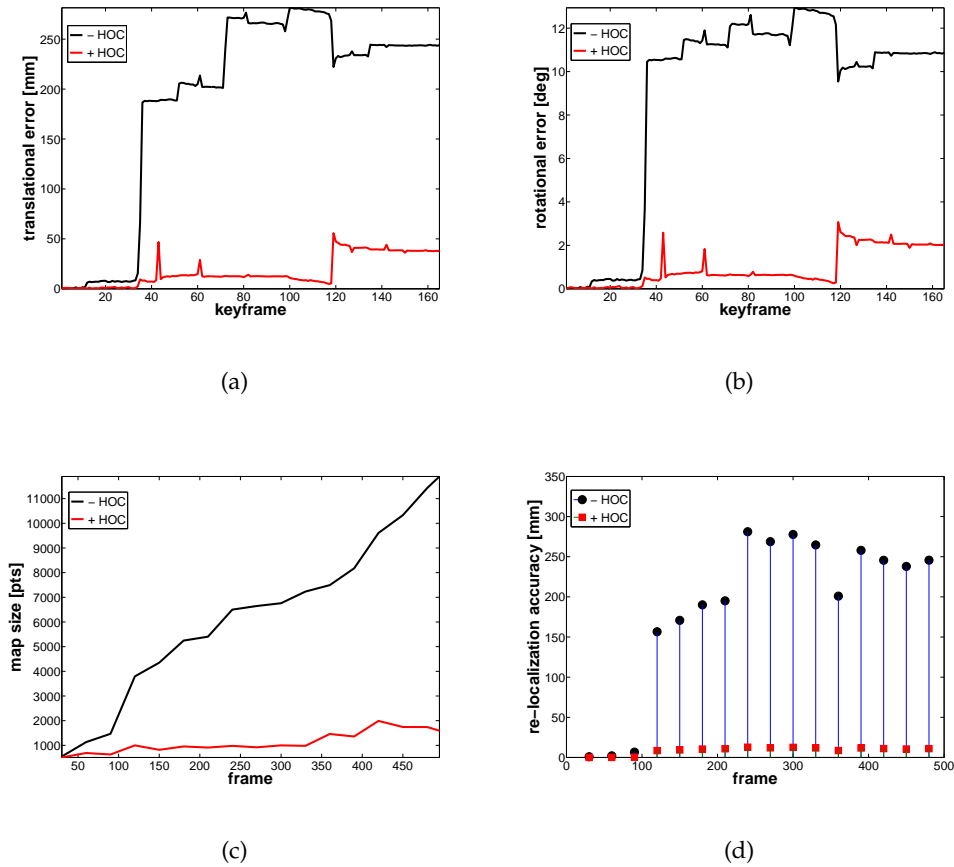 250
200
150
100
50
0
translational error [mm]
– HOC
+ HOC
20 40 60 80 100 120 140 160
keyframe
(a)
12
10
8
6
4
2
0
rotational error [deg]
– HOC
+ HOC
20 40 60 80 100 120 140 160
keyframe
(b)
11000
10000
9000
8000
7000
6000
5000
4000
3000
2000
1000
map size [pts]
– HOC
+ HOC
50 100 150 200 250 300 350 400 450
frame
(c)
350
300
250
200
150
100
50
0
re–localization accuracy [mm]
– HOC
+ HOC
0 100 200 300 400 500
frame
(d)